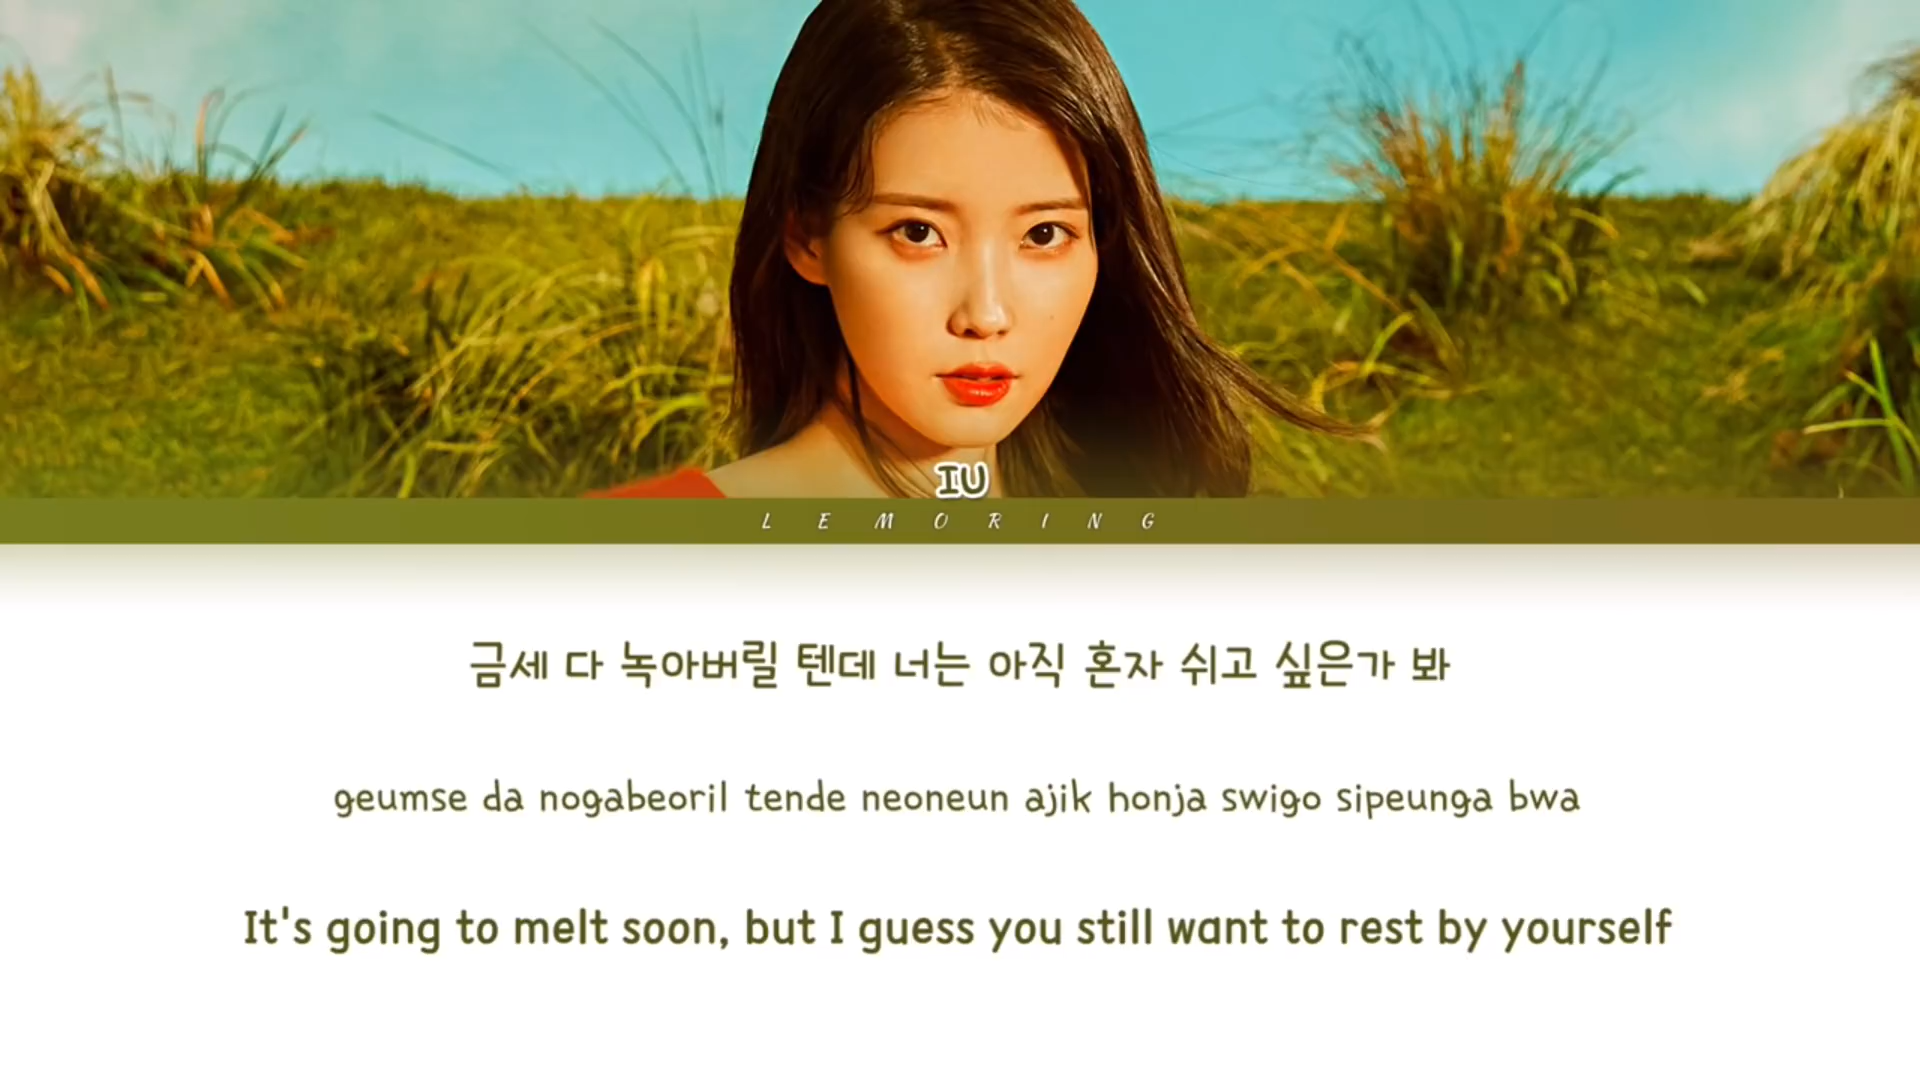 IU
LEMORING
금세 다 녹아버릴 텐데 너는 아직 혼자 쉬고 싶은가 봐
geumse da nogabeoril tende neoneun ajik honja swigo sipeunga bwa
It's going to melt soon, but I guess you still want to rest by yourself